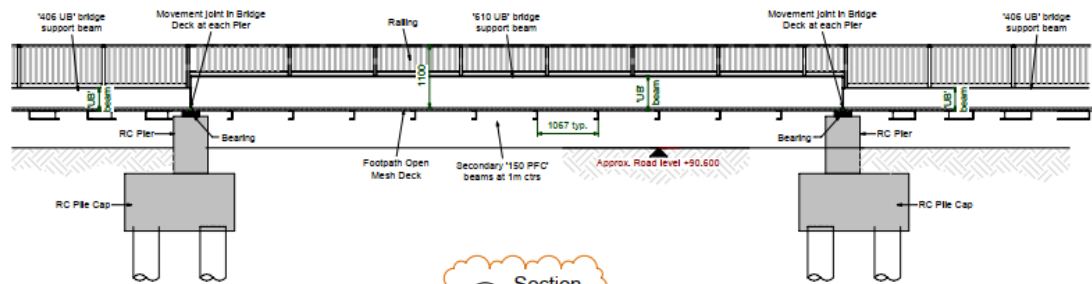 '406 UB' bridge
support beam
Movement Joint in Bridge
Deck at each Pier
Railing
'610 UB' bridge
support beam
Movement Joint in Bridge
Deck at each Pier
'406 UB' bridge
support beam
1100
'UB'
beam
'UB'
beam
'UB'
beam
RC Pier
Bearing
1067 typ.
Bearing
RC Pier
Footpath Open
Mesh Deck
Secondary '150 PFC'
beams at 1m ctrs
Approx. Road level +90.600
RC Pile Cap
RC Pile Cap
Section